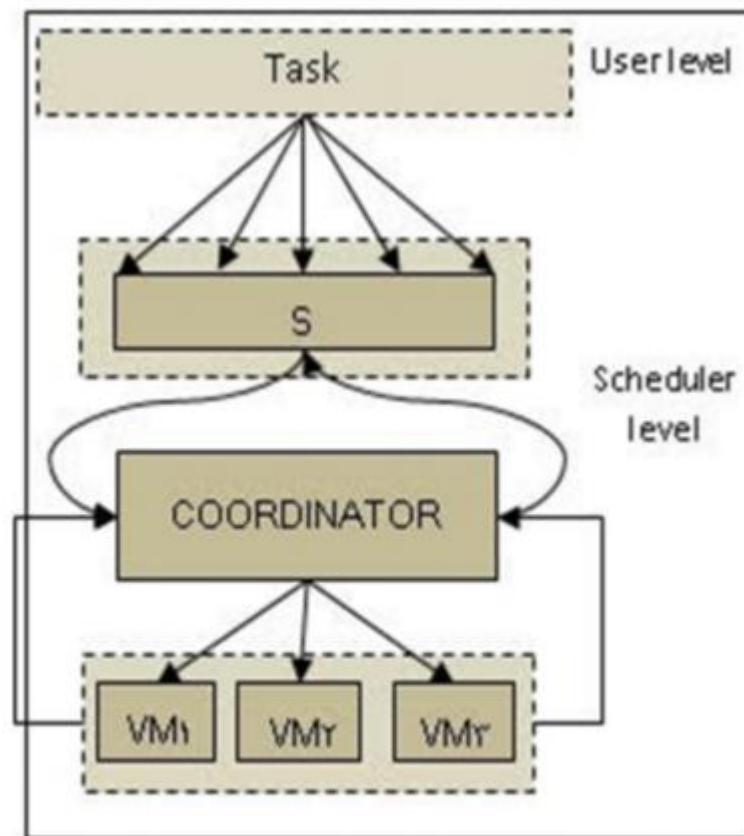 Task
User level
S
Scheduler
level
COORDINATOR
VM۱
VM۲
VM۳